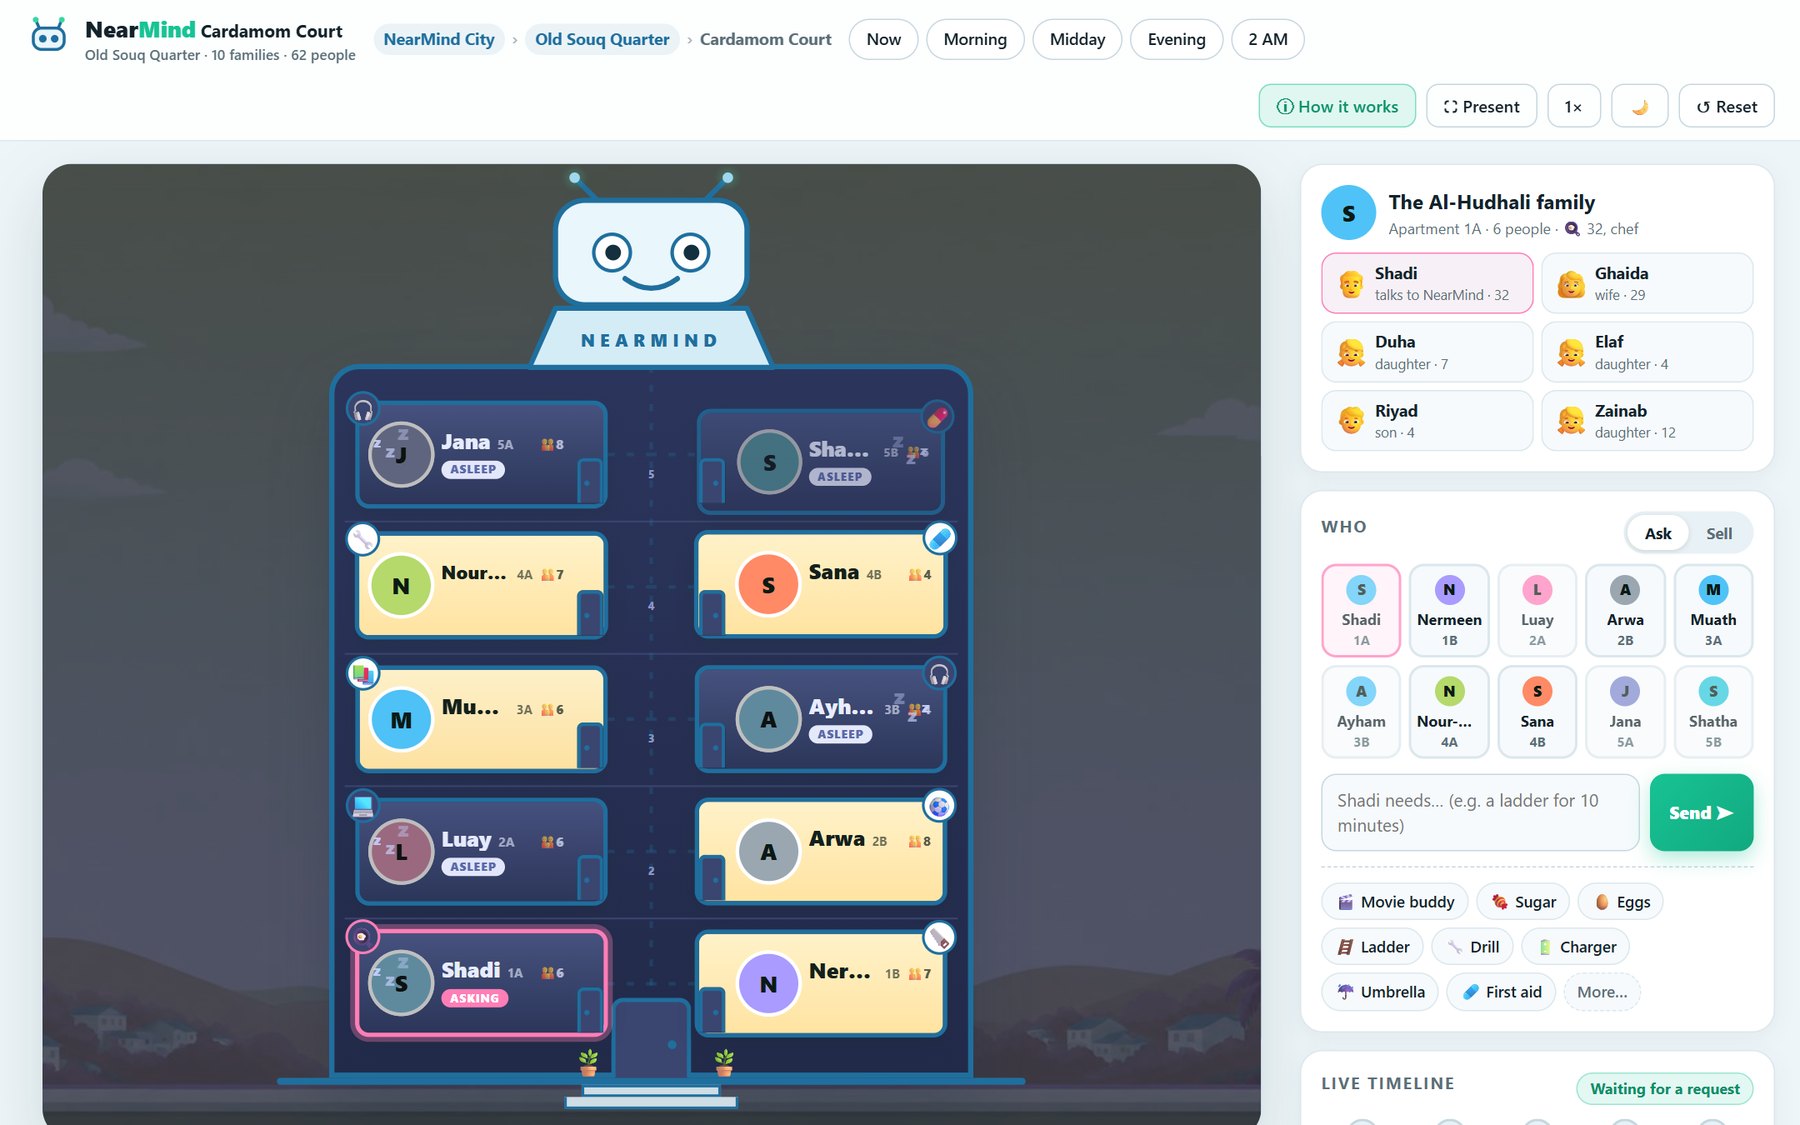 NearMind Cardamom Court
Old Souq Quarter · 10 families · 62 people
NearMind City › Old Souq Quarter › Cardamom Court
Now Morning Midday Evening 2 AM
ⓘ How it works
⛶ Present
1×
↺ Reset
NEARMIND
Jana 5A 8
ASLEEP
Sha... 5B
ASLEEP
5
Nour... 4A 7
Sana 4B 4
4
Mu... 3A 6
Ayh... 3B 4
ASLEEP
3
Luay 2A 6
ASLEEP
Arwa 2B 8
2
Shadi 1A 6
ASKING
Ner... 1B 7
J
S
N
S
M
A
L
A
S
N
S
The Al-Hudhali family
Apartment 1A · 6 people · 32, chef
Shadi
talks to NearMind · 32
Ghaida
wife · 29
Duha
daughter · 7
Elaf
daughter · 4
Riyad
son · 4
Zainab
daughter · 12
WHO
Ask Sell
S
Shadi
1A
N
Nermeen
1B
L
Luay
2A
A
Arwa
2B
M
Muath
3A
A
Ayham
3B
N
Nour-...
4A
S
Sana
4B
J
Jana
5A
S
Shatha
5B
Shadi needs... (e.g. a ladder for 10
minutes)
Send ➤
Movie buddy
Sugar
Eggs
Ladder
Drill
Charger
Umbrella
First aid
More...
LIVE TIMELINE
Waiting for a request